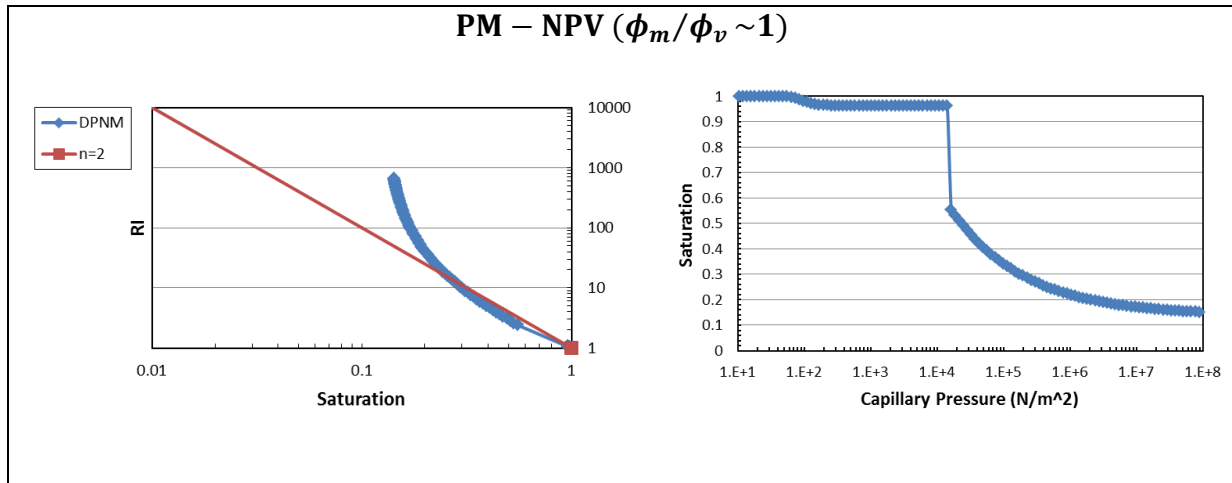 PM – NPV (ϕm/ϕv ~1)
DPNM
n=2
10000
1000
100
10
1
RI
0.01 0.1 1
Saturation
1
0.9
0.8
0.7
0.6
0.5
0.4
0.3
0.2
0.1
0
Saturation
1.E+1 1.E+2 1.E+3 1.E+4 1.E+5 1.E+6 1.E+7 1.E+8
Capillary Pressure (N/m^2)